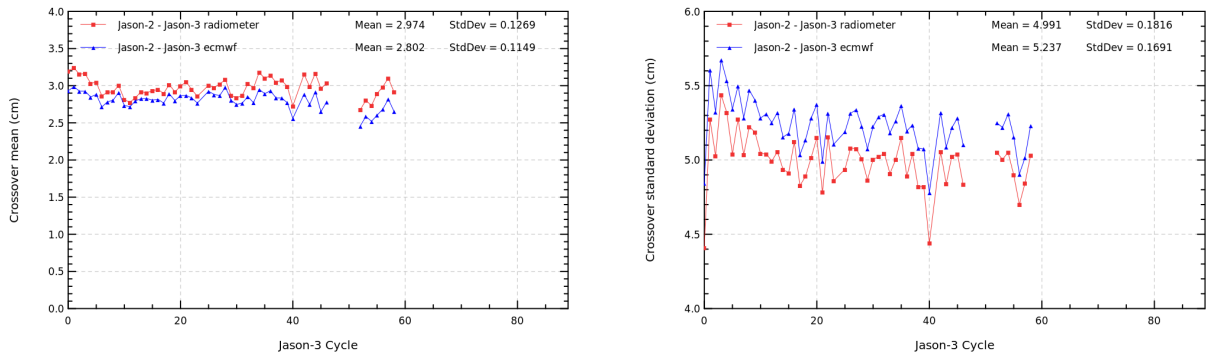 Jason-2 - Jason-3 radiometer Mean = 2.974 StdDev = 0.1269
Jason-2 - Jason-3 ecmwf Mean = 2.802 StdDev = 0.1149
4.0
3.5
3.0
2.5
2.0
1.5
1.0
0.5
0.0
Crossover mean (cm)
0 20 40 60 80
Jason-3 Cycle
Jason-2 - Jason-3 radiometer Mean = 4.991 StdDev = 0.1816
Jason-2 - Jason-3 ecmwf Mean = 5.237 StdDev = 0.1691
6.0
5.5
5.0
4.5
4.0
Crossover standard deviation (cm)
0 20 40 60 80
Jason-3 Cycle